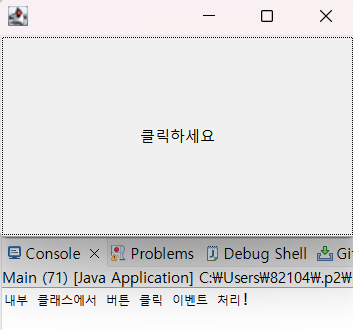 클릭하세요
Console Problems Debug Shell Git
Main (71) [Java Application] C:₩Users₩82104₩.p2₩
내부 클래스에서 버튼 클릭 이벤트 처리!